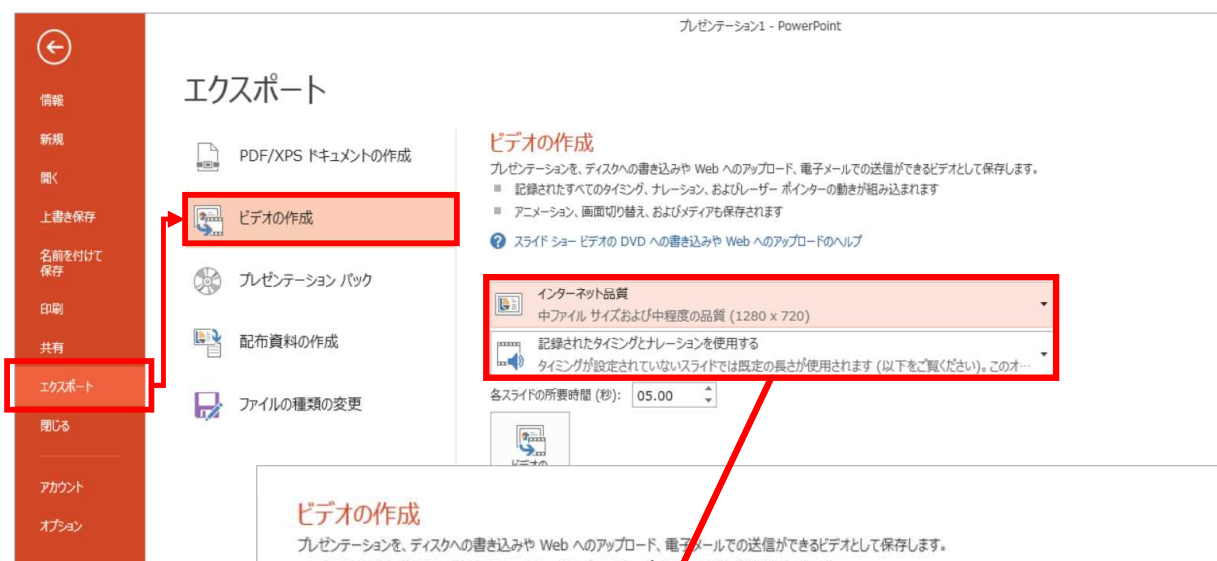 プレゼンテーション1 - PowerPoint
情報
新規
開く
上書き保存
名前を付けて
保存
印刷
共有
エクスポート
閉じる
アカウント
オプション
エクスポート
PDF/XPS ドキュメントの作成
ビデオの作成
プレゼンテーション パック
配布資料の作成
ファイルの種類の変更
ビデオの作成
プレゼンテーションを、ディスクへの書き込みや Web へのアップロード、電子メールでの送信ができるビデオとして保存します。
記録されたすべてのタイミング、ナレーション、およびレーザー ポインターの動きが組み込まれます
アニメーション、画面切り替え、およびメディアも保存されます
スライド ショー ビデオの DVD への書き込みや Web へのアップロードのヘルプ
インターネット品質
中ファイル サイズおよび中程度の品質 (1280 x 720)
記録されたタイミングとナレーションを使用する
タイミングが設定されていないスライドでは既定の長さが使用されます (以下をご覧ください)。このオ…
各スライドの所要時間 (秒): 05.00
ビデオの作成
プレゼンテーションを、ディスクへの書き込みや Web へのアップロード、電子メールでの送信ができるビデオとして保存します。